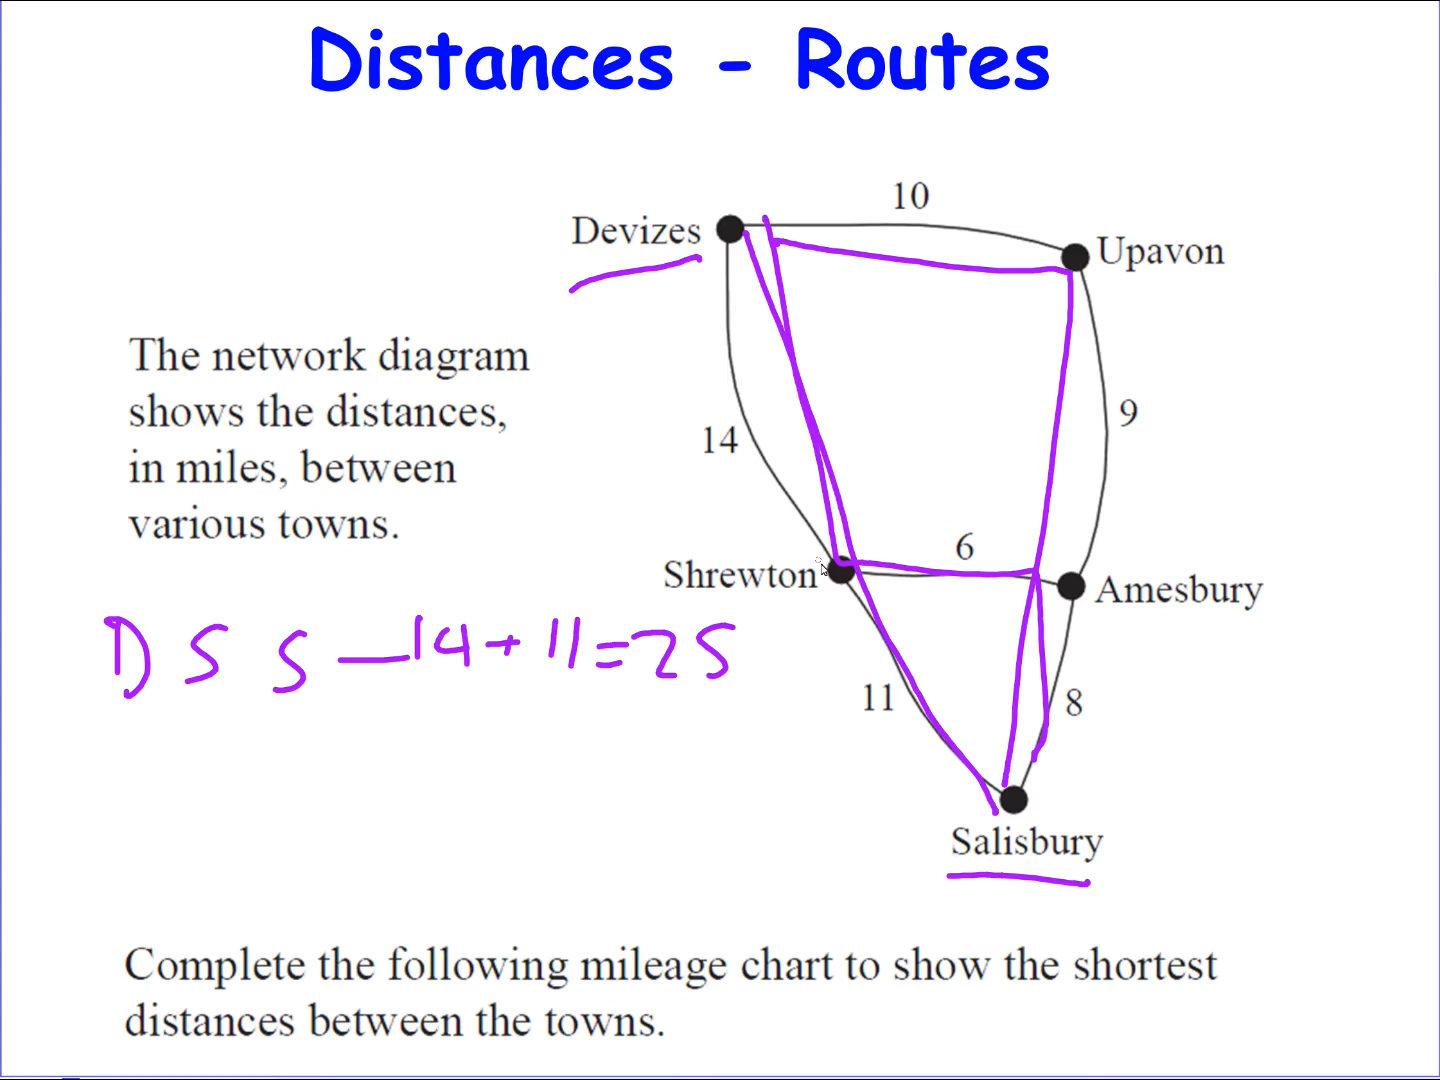 Distances - Routes
10
Devizes
Upavon
The network diagram
shows the distances,
in miles, between
various towns.
9
14
6
Shrewton
Amesbury
D S S — 14 + 11 = 25
11
8
Salisbury
Complete the following mileage chart to show the shortest
distances between the towns.